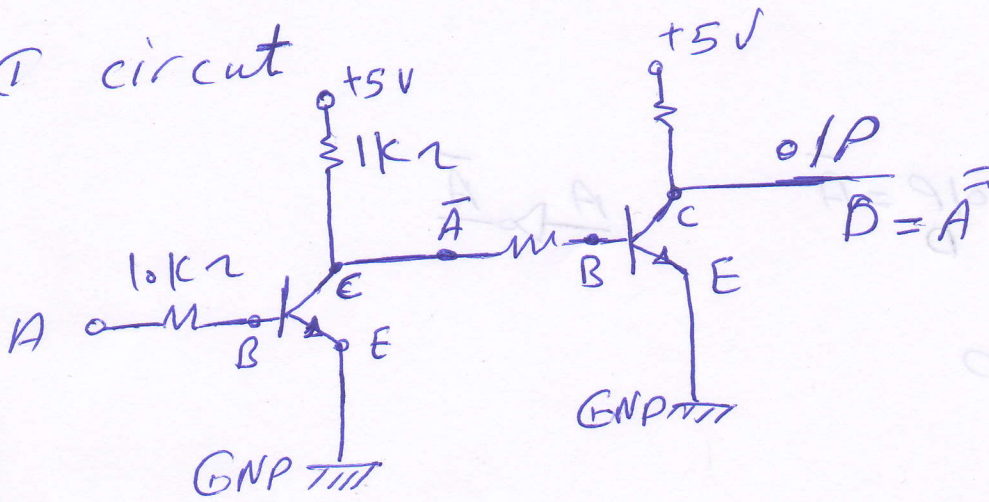 circut
+5V
+5V
1KΩ
o/P
Ā
C
D = A̿
10KΩ
C
B
E
A
B
E
GNP
GNP